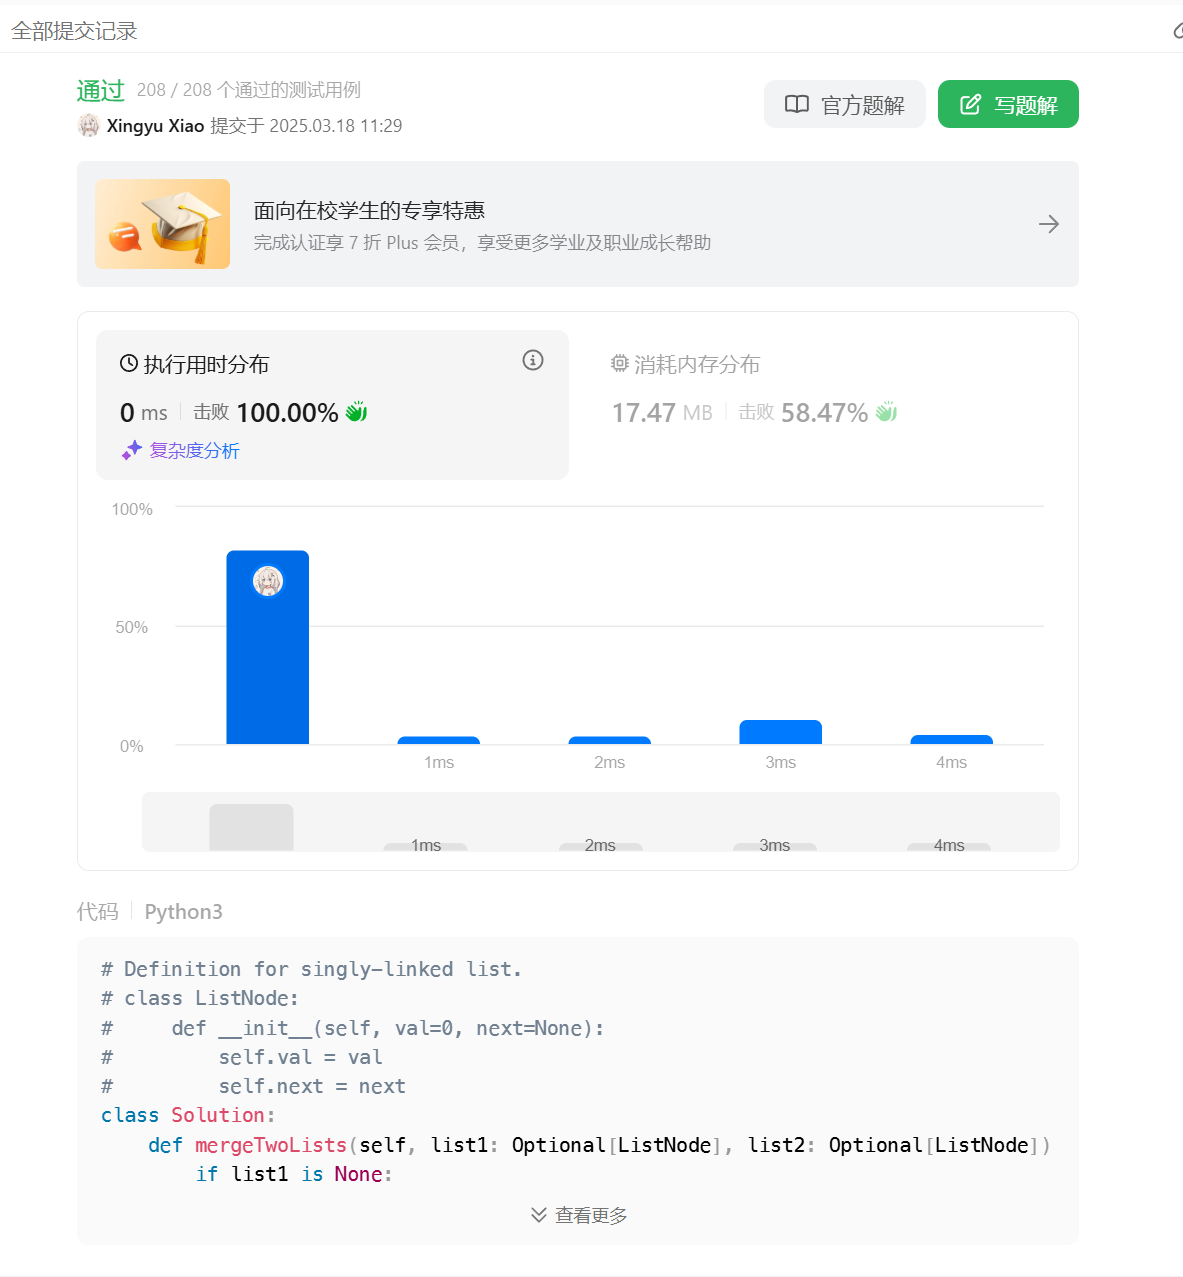 全部提交记录
通过 208 / 208 个通过的测试用例
Xingyu Xiao 提交于 2025.03.18 11:29
官方题解
写题解
面向在校学生的专享特惠
完成认证享 7 折 Plus 会员，享受更多学业及职业成长帮助
执行用时分布
0 ms 击败 100.00%
复杂度分析
消耗内存分布
17.47 MB 击败 58.47%
100%
50%
0%
1ms 2ms 3ms 4ms
1ms 2ms 3ms 4ms
代码 Python3
# Definition for singly-linked list.
# class ListNode:
#     def __init__(self, val=0, next=None):
#         self.val = val
#         self.next = next
class Solution:
    def mergeTwoLists(self, list1: Optional[ListNode], list2: Optional[ListNode])
        if list1 is None:
查看更多